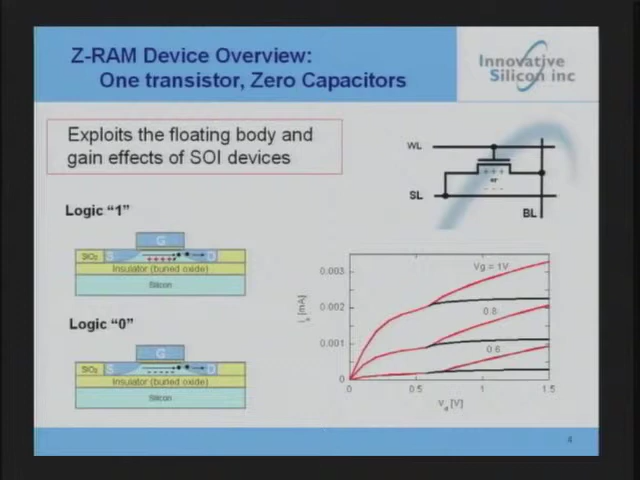 Z-RAM Device Overview:
One transistor, Zero Capacitors
Innovative
Silicon inc
Exploits the floating body and
gain effects of SOI devices
WL
SL
BL
Logic "1"
G
SiO₂ S D
Insulator (buried oxide)
Silicon
Logic "0"
G
SiO₂ S D
Insulator (buried oxide)
Silicon
Vg = 1V
0.8
0.6
0.003
0.002
0.001
0
[mA]
0 0.5 1 1.5
V [V]
4